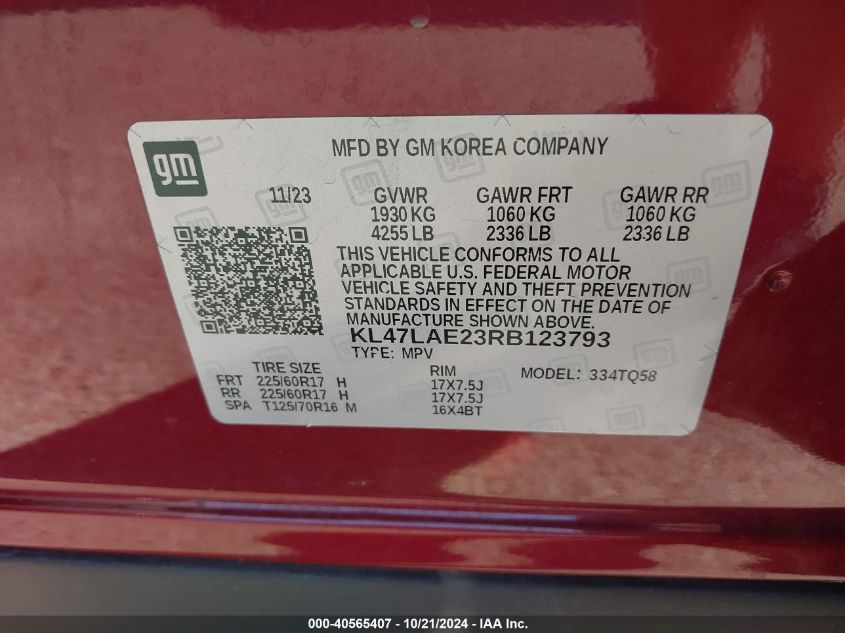 gm
MFD BY GM KOREA COMPANY
11/23 GVWR GAWR FRT GAWR RR
1930 KG 1060 KG 1060 KG
4255 LB 2336 LB 2336 LB
THIS VEHICLE CONFORMS TO ALL
APPLICABLE U.S. FEDERAL MOTOR
VEHICLE SAFETY AND THEFT PREVENTION
STANDARDS IN EFFECT ON THE DATE OF
MANUFACTURE SHOWN ABOVE.
KL47LAE23RB123793
TYPE: MPV
TIRE SIZE RIM MODEL: 334TQ58
FRT 225/60R17 H 17X7.5J
RR 225/60R17 H 17X7.5J
SPA T125/70R16 M 16X4BT
000-40565407 - 10/21/2024 - IAA Inc.